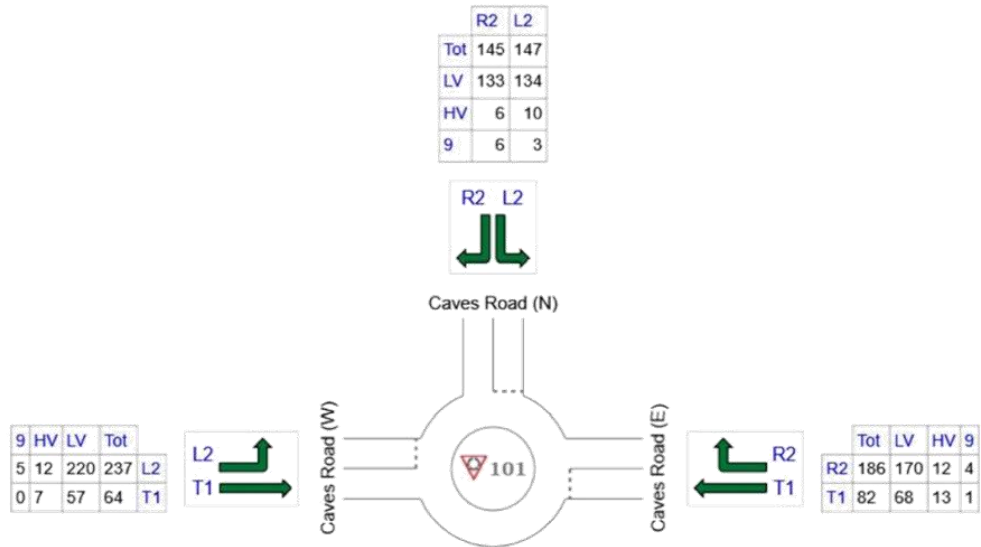 R2 L2
Tot 145 147
LV 133 134
HV 6 10
9 6 3
R2 L2
Caves Road (N)
Caves Road (W)
Caves Road (E)
9 HV LV Tot
5 12 220 237 L2
0 7 57 64 T1
L2
T1
101
R2
T1
Tot LV HV 9
R2 186 170 12 4
T1 82 68 13 1